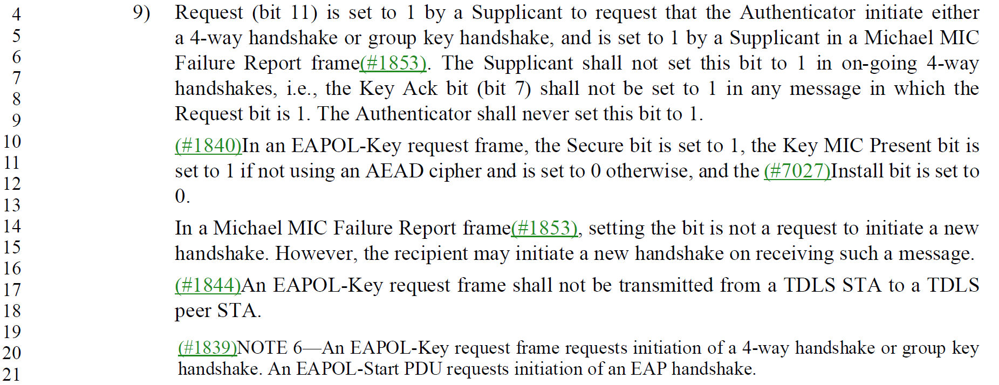 4 9) Request (bit 11) is set to 1 by a Supplicant to request that the Authenticator initiate either
5 a 4-way handshake or group key handshake, and is set to 1 by a Supplicant in a Michael MIC
6 Failure Report frame(#1853). The Supplicant shall not set this bit to 1 in on-going 4-way
7 handshakes, i.e., the Key Ack bit (bit 7) shall not be set to 1 in any message in which the
8
9 Request bit is 1. The Authenticator shall never set this bit to 1.
10 (#1840)In an EAPOL-Key request frame, the Secure bit is set to 1, the Key MIC Present bit is
11 set to 1 if not using an AEAD cipher and is set to 0 otherwise, and the (#7027)Install bit is set to
12
13 0.
14 In a Michael MIC Failure Report frame(#1853), setting the bit is not a request to initiate a new
15 handshake. However, the recipient may initiate a new handshake on receiving such a message.
16
17 (#1844)An EAPOL-Key request frame shall not be transmitted from a TDLS STA to a TDLS
18 peer STA.
19
20 (#1839)NOTE 6—An EAPOL-Key request frame requests initiation of a 4-way handshake or group key
21 handshake. An EAPOL-Start PDU requests initiation of an EAP handshake.